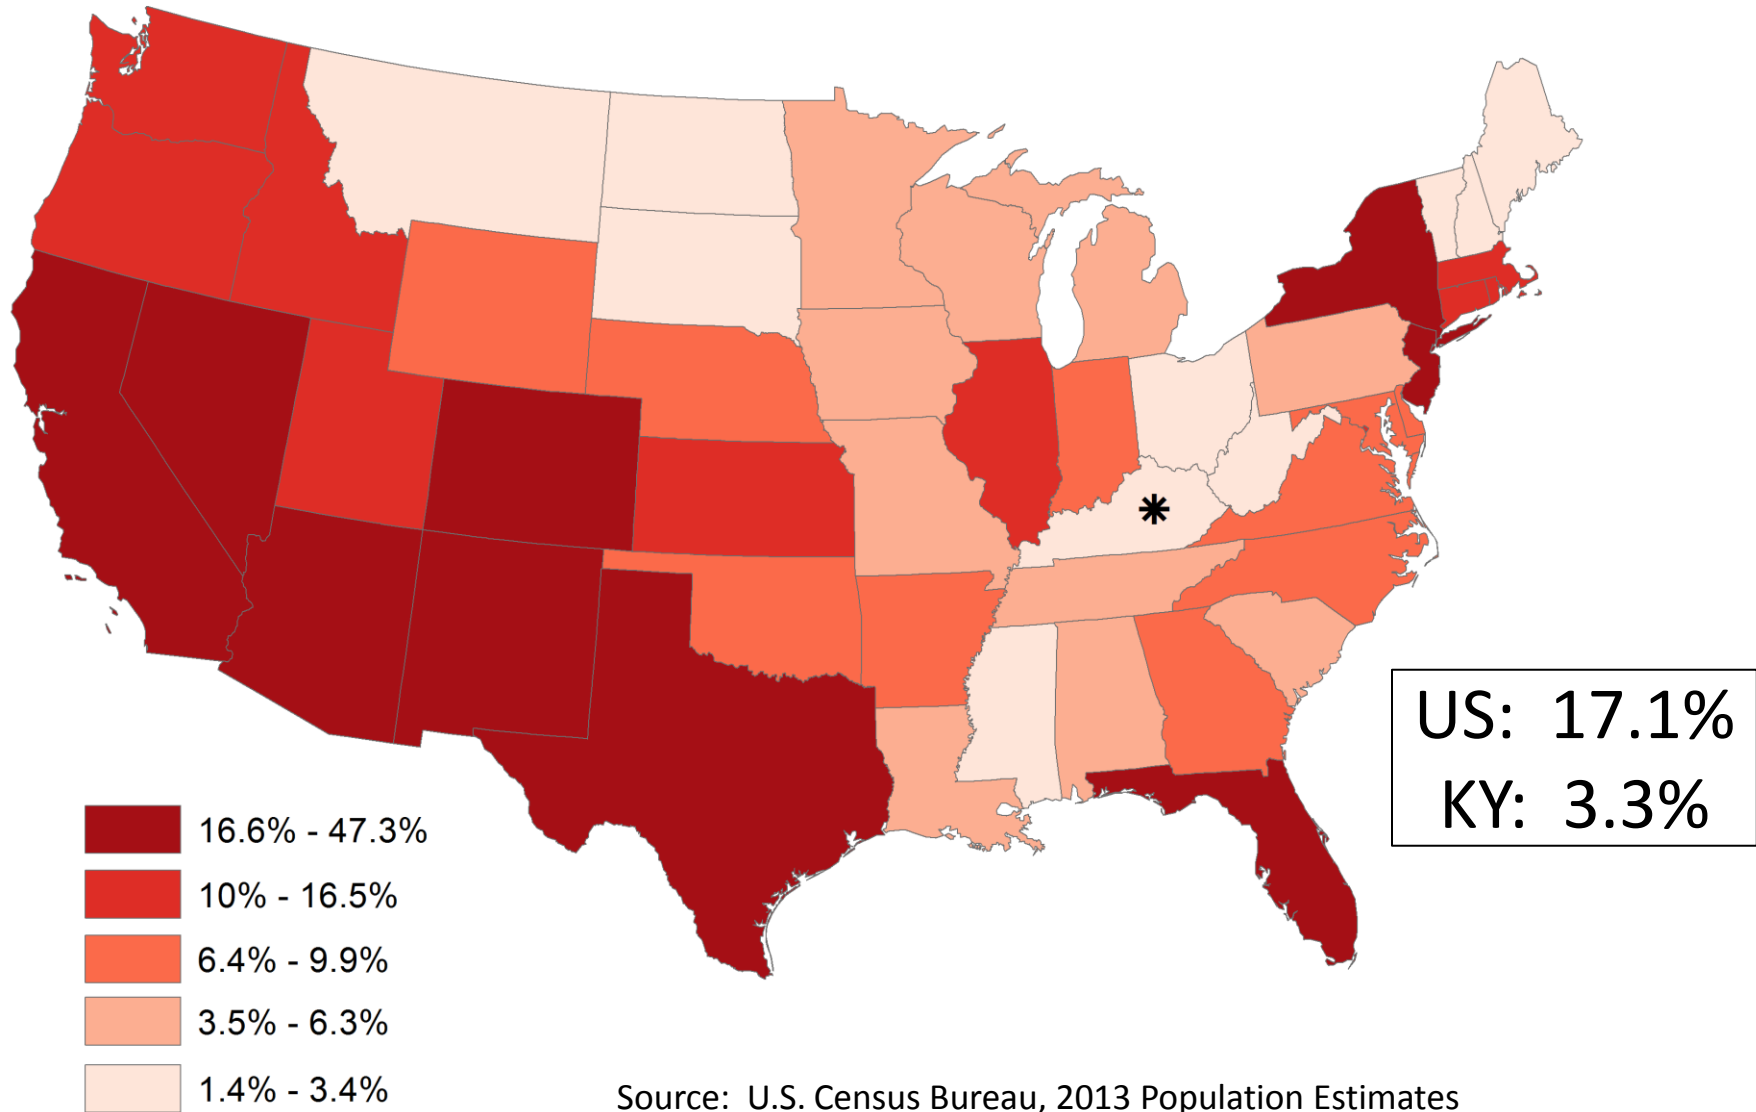 US: 17.1%
KY: 3.3%
16.6% - 47.3%
10% - 16.5%
6.4% - 9.9%
3.5% - 6.3%
1.4% - 3.4%
Source: U.S. Census Bureau, 2013 Population Estimates